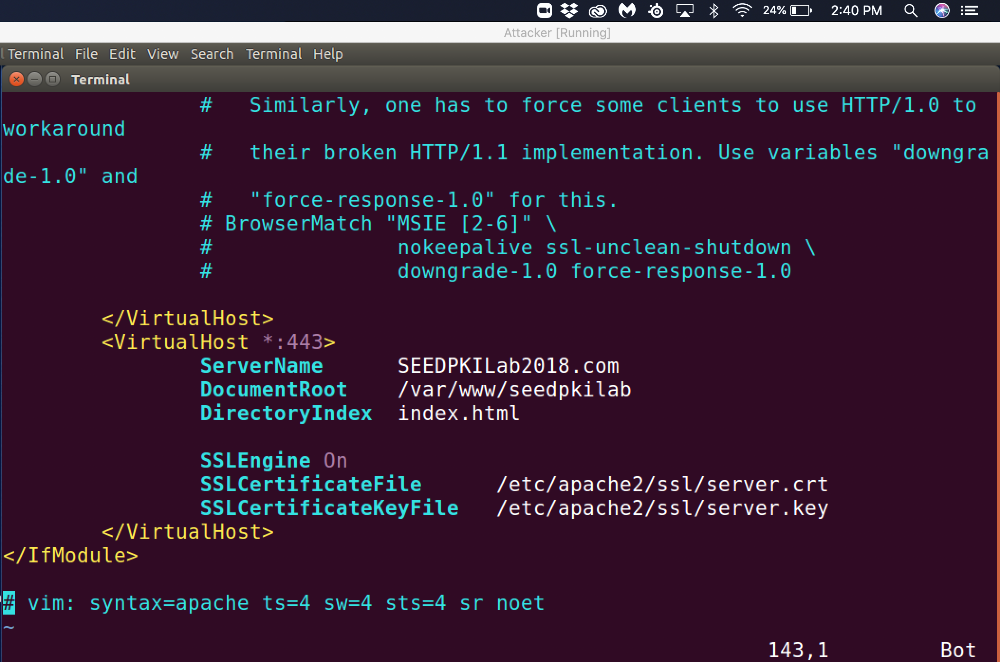 24% 2:40 PM
Attacker [Running]
Terminal File Edit View Search Terminal Help
Terminal
#   Similarly, one has to force some clients to use HTTP/1.0 to
workaround
#   their broken HTTP/1.1 implementation. Use variables "downgra
de-1.0" and
#   "force-response-1.0" for this.
# BrowserMatch "MSIE [2-6]" \
#               nokeepalive ssl-unclean-shutdown \
#               downgrade-1.0 force-response-1.0
</VirtualHost>
<VirtualHost *:443>
ServerName      SEEDPKILab2018.com
DocumentRoot    /var/www/seedpkilab
DirectoryIndex  index.html
SSLEngine On
SSLCertificateFile      /etc/apache2/ssl/server.crt
SSLCertificateKeyFile   /etc/apache2/ssl/server.key
</VirtualHost>
</IfModule>
# vim: syntax=apache ts=4 sw=4 sts=4 sr noet
~
143,1 Bot